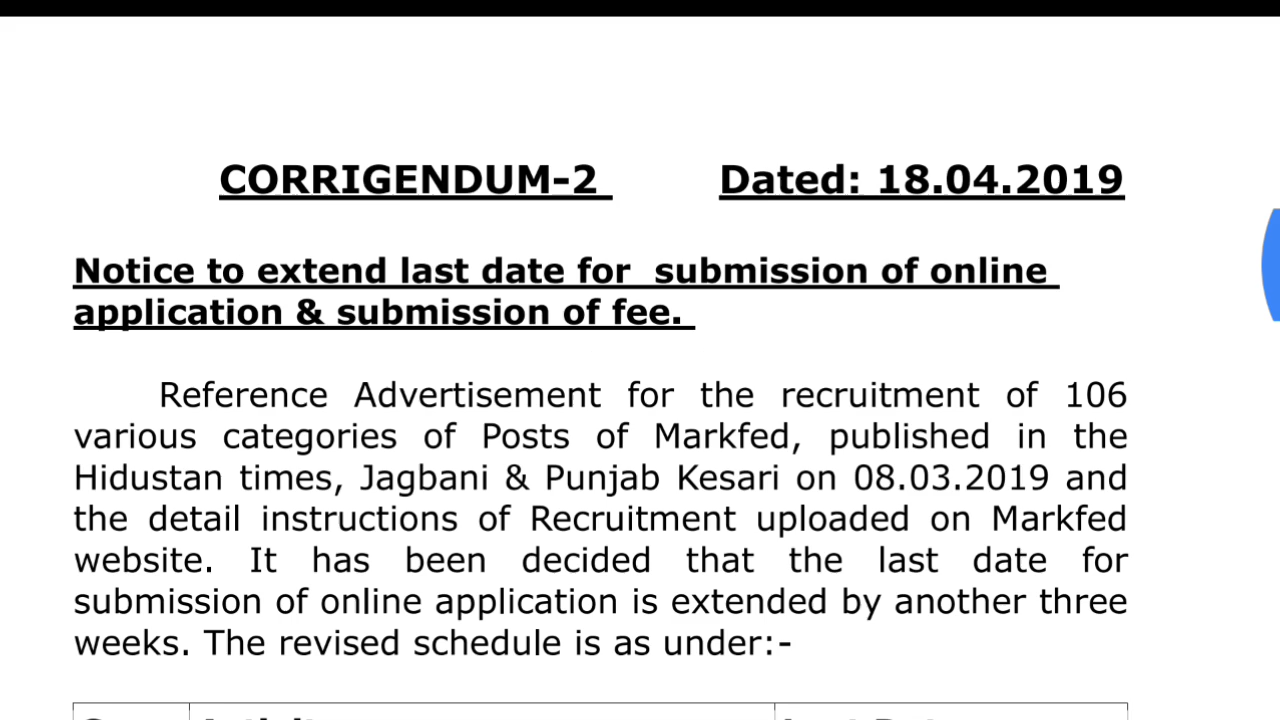 CORRIGENDUM-2 Dated: 18.04.2019
Notice to extend last date for submission of online
application & submission of fee.
Reference Advertisement for the recruitment of 106
various categories of Posts of Markfed, published in the
Hidustan times, Jagbani & Punjab Kesari on 08.03.2019 and
the detail instructions of Recruitment uploaded on Markfed
website. It has been decided that the last date for
submission of online application is extended by another three
weeks. The revised schedule is as under:-